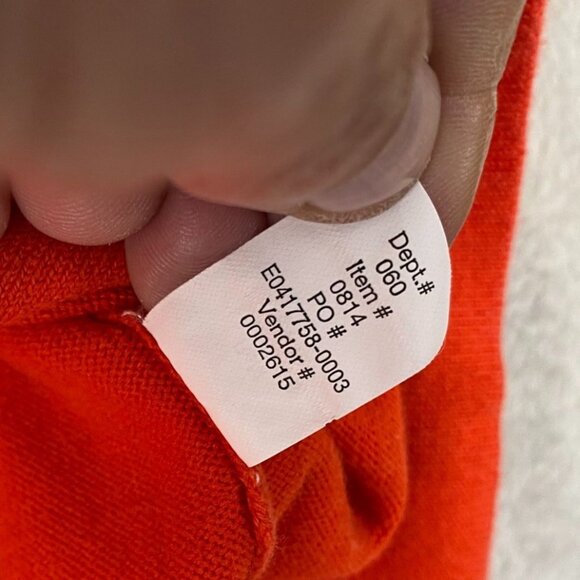 Dept.#
060
Item #
0814
PO #
E0417758-0003
Vendor #
0002615